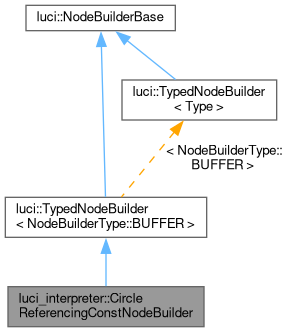 luci::NodeBuilderBase
luci::TypedNodeBuilder
< Type >
< NodeBuilderType::
BUFFER >
luci::TypedNodeBuilder
< NodeBuilderType::BUFFER >
luci_interpreter::Circle
ReferencingConstNodeBuilder